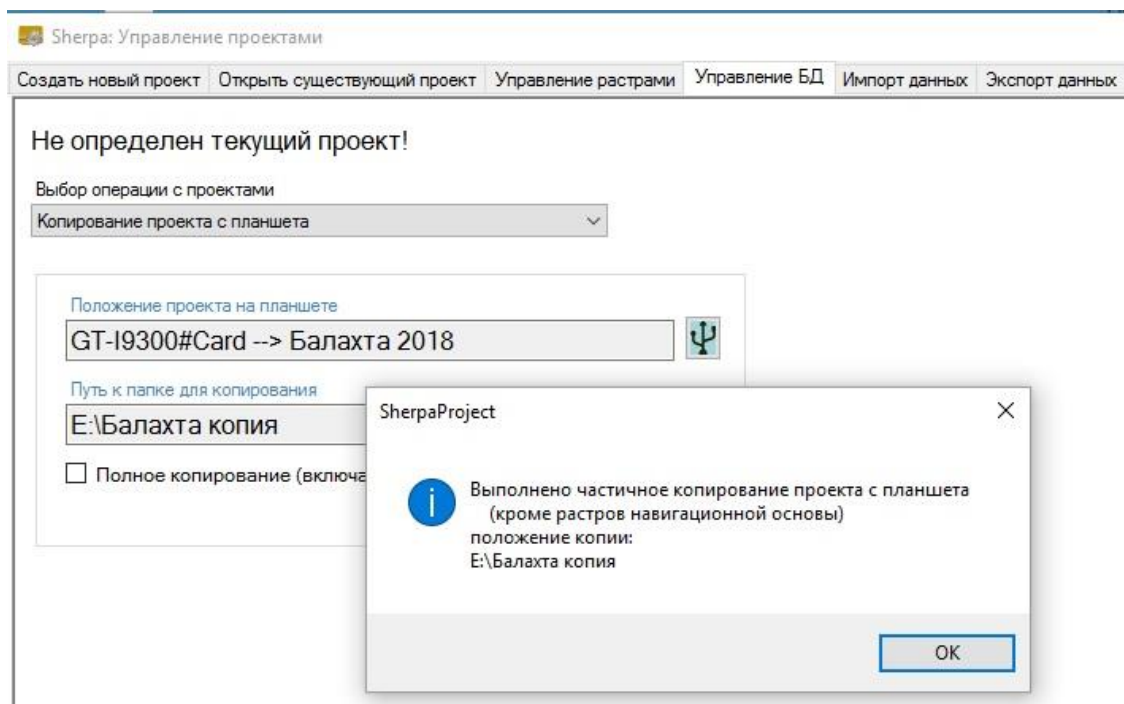 Sherpa: Управление проектами
Создать новый проект Открыть существующий проект Управление растрами Управление БД Импорт данных Экспорт данных
Не определен текущий проект!
Выбор операции с проектами
Копирование проекта с планшета
Положение проекта на планшете
GT-I9300#Card --> Балахта 2018
Путь к папке для копирования
E:\Балахта копия
Полное копирование (включа
SherpaProject
Выполнено частичное копирование проекта с планшета
(кроме растров навигационной основы)
положение копии:
E:\Балахта копия
OK